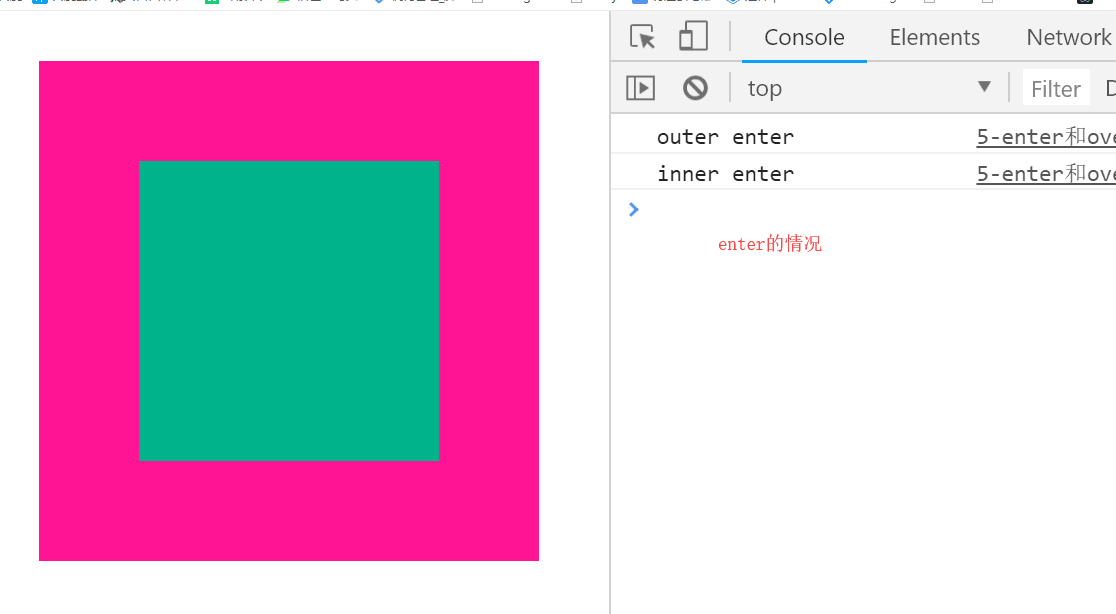 Console Elements Network
top Filter
outer enter 5-enter和ove
inner enter 5-enter和ove
enter的情况